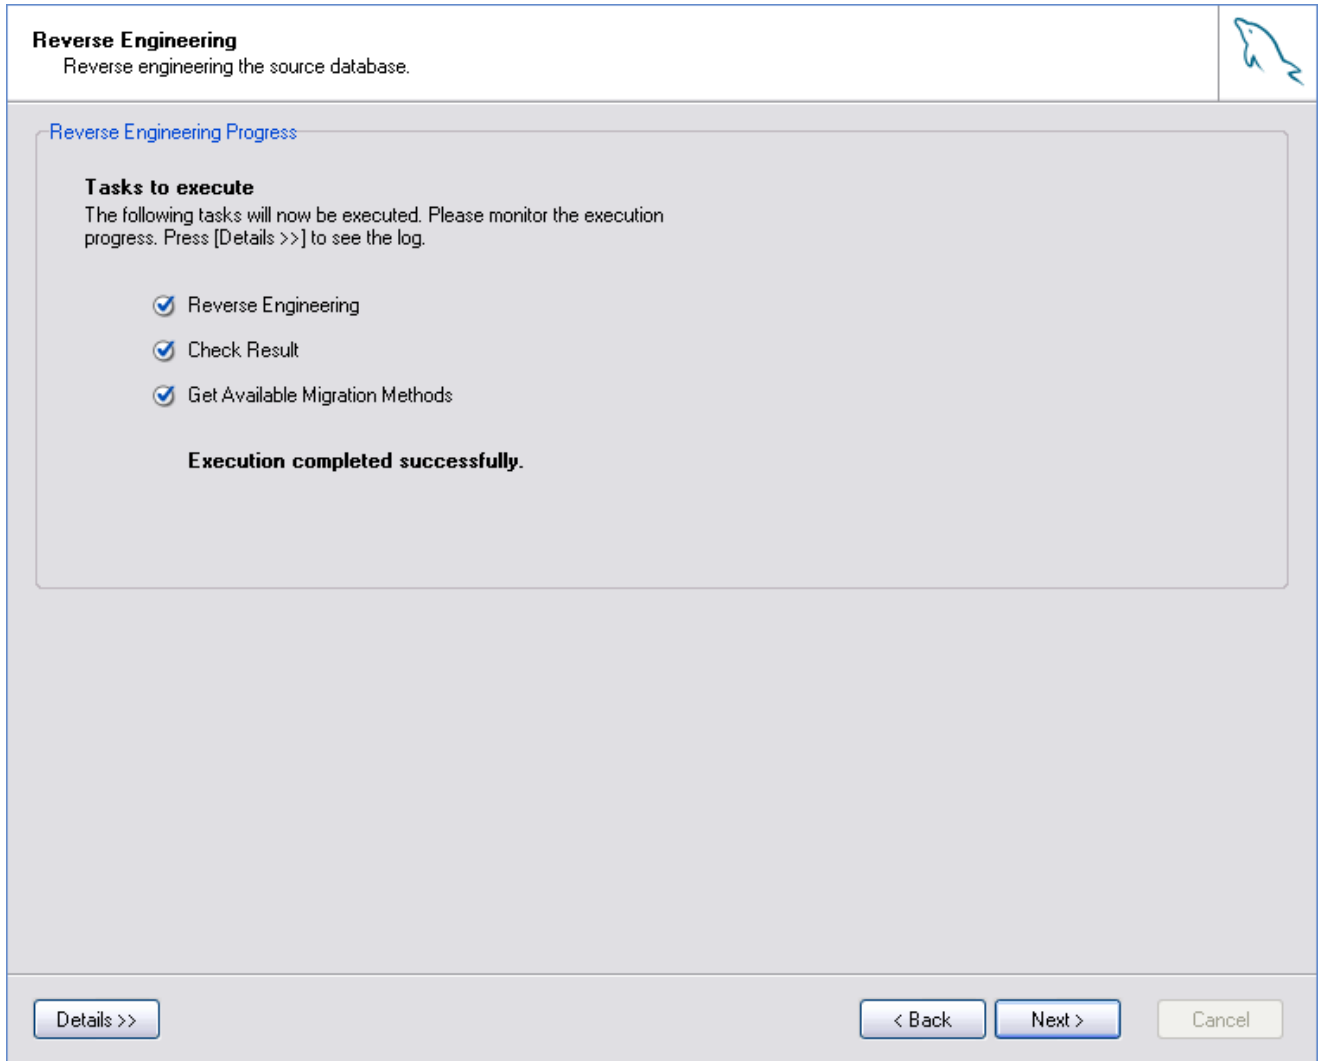 Reverse Engineering
Reverse engineering the source database.
Reverse Engineering Progress
Tasks to execute
The following tasks will now be executed. Please monitor the execution
progress. Press [Details >>] to see the log.
Reverse Engineering
Check Result
Get Available Migration Methods
Execution completed successfully.
Details >>
< Back
Next >
Cancel